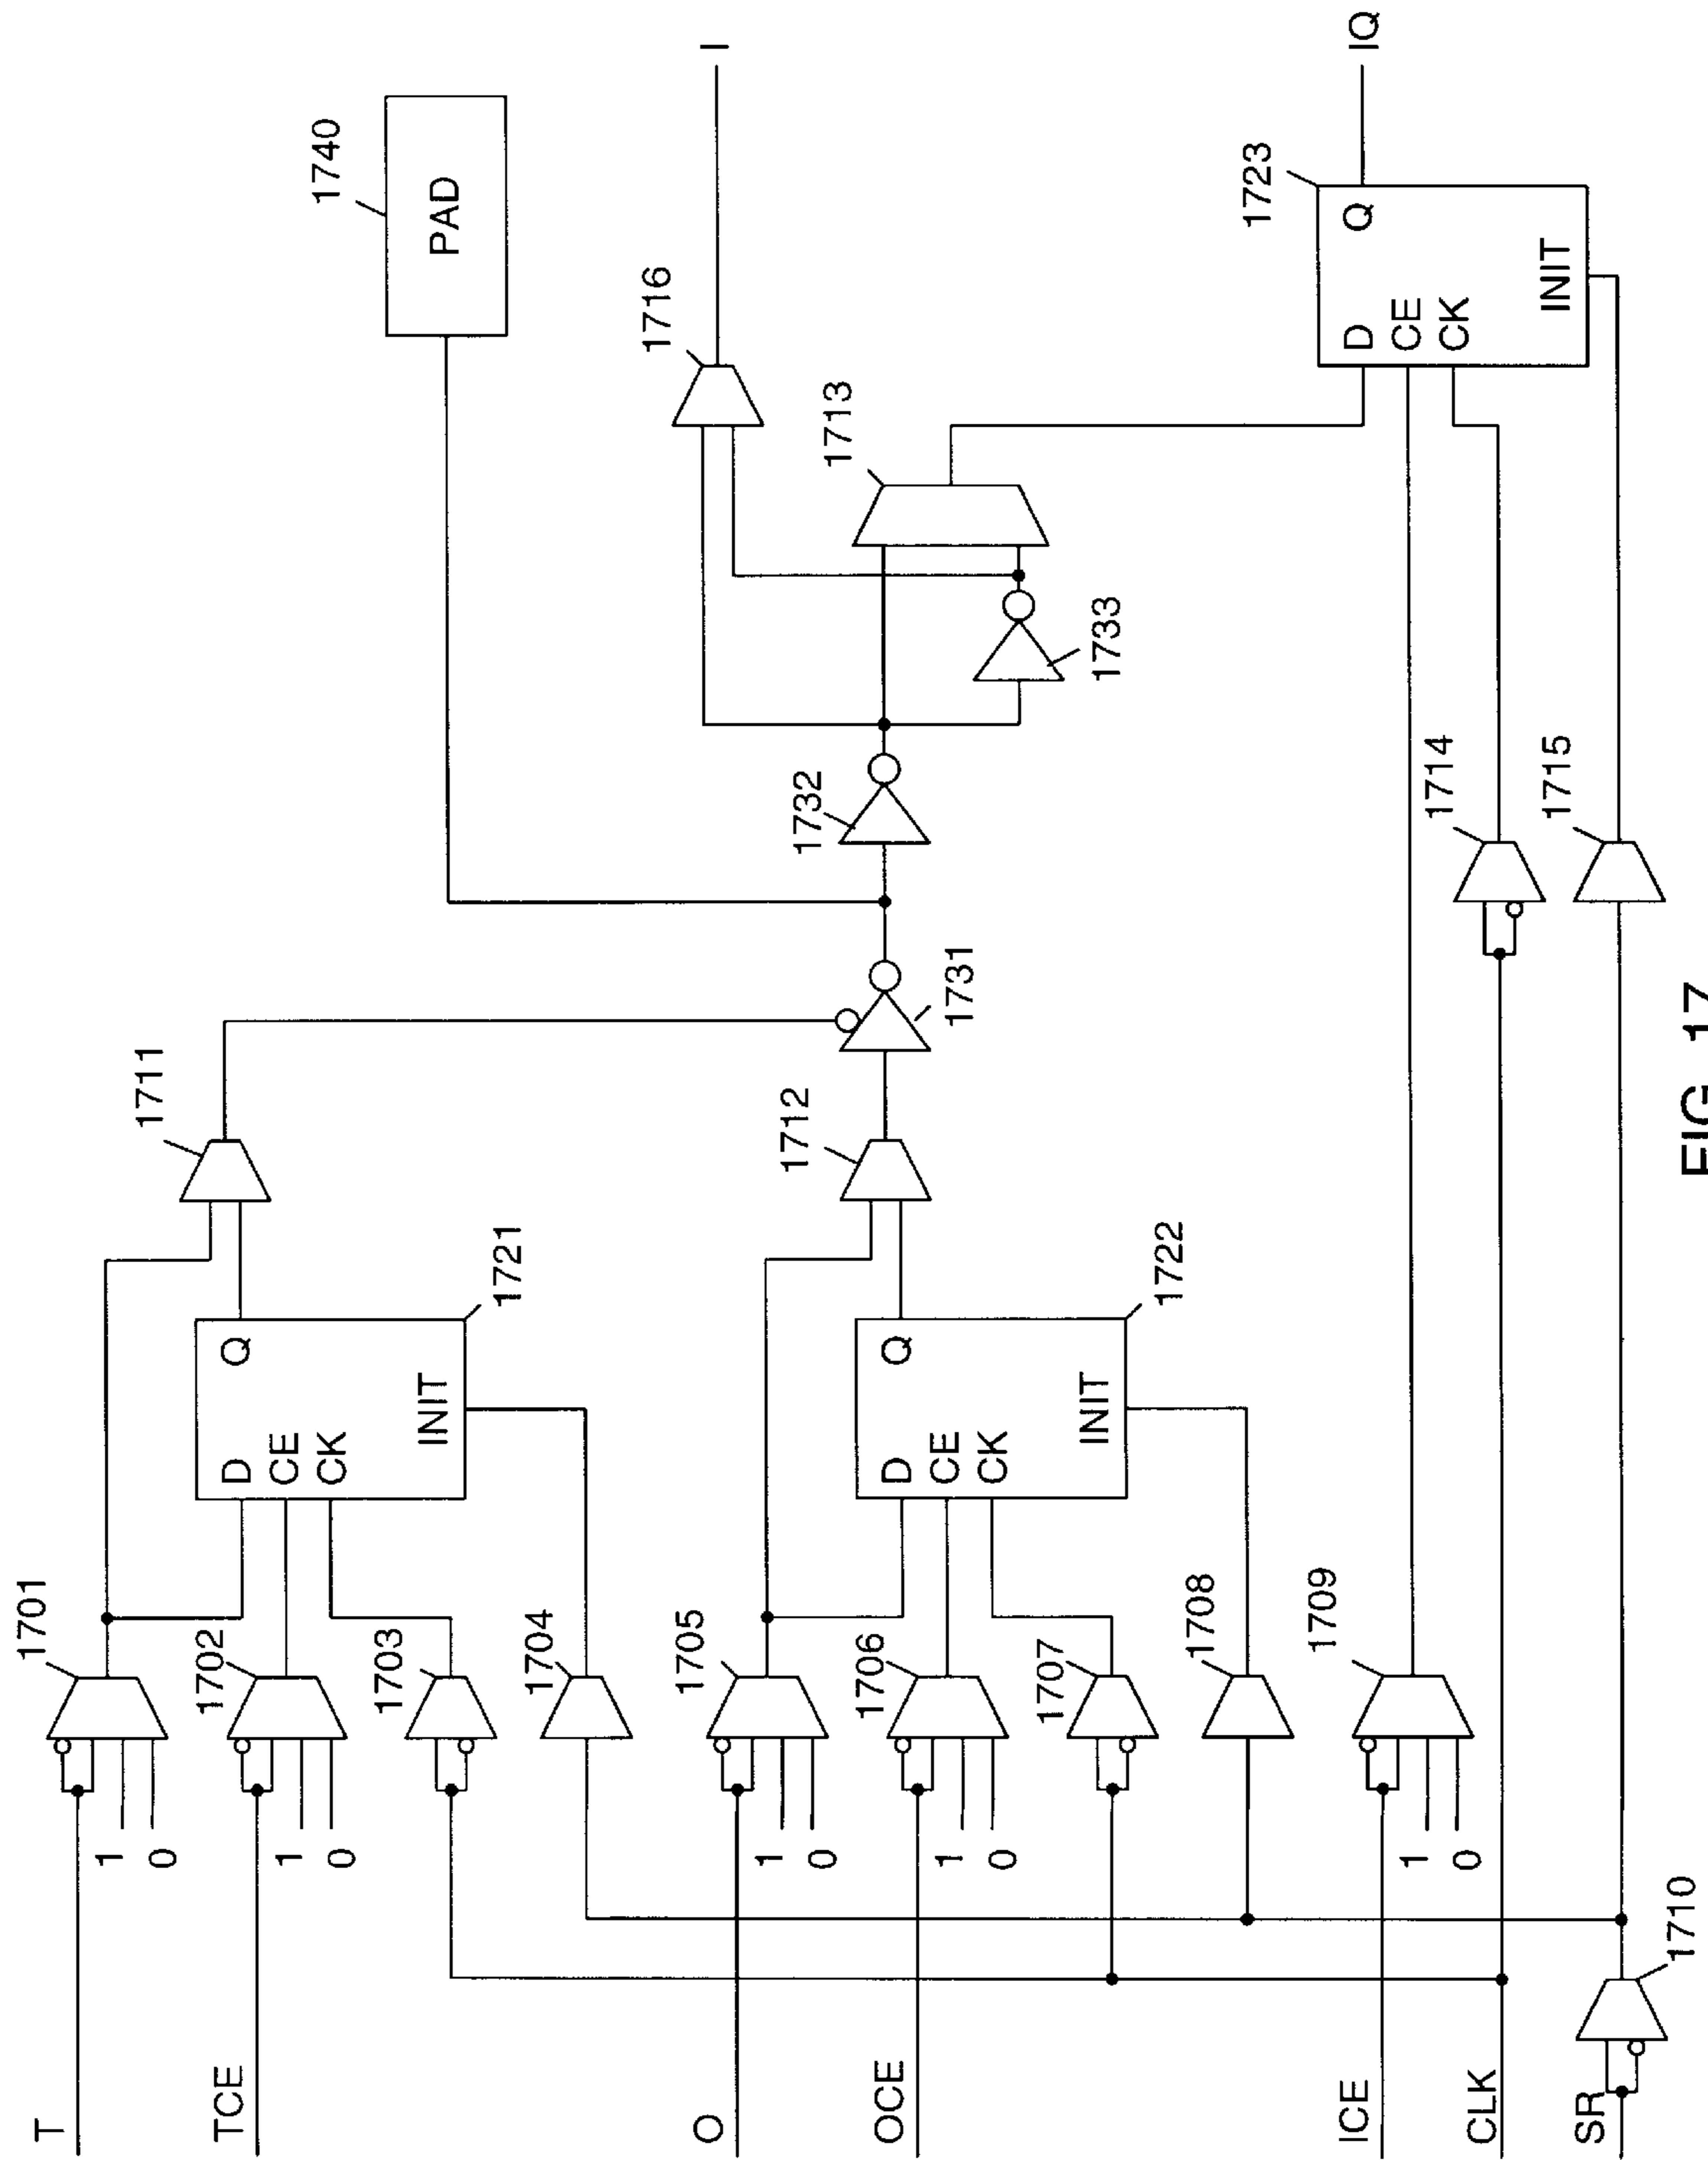 T
TCE
O
OCE
ICE
CLK
SR
1
0
1
0
1
0
1
0
1
0
1701
1702
1703
1704
1705
1706
1707
1708
1709
1710
D
CE
CK
Q
INIT
1721
D
CE
CK
Q
INIT
1722
1711
1712
1731
1732
1733
1714
1715
1713
1716
1740
PAD
D
CE
CK
Q
INIT
1723
I
IQ
FIG. 17